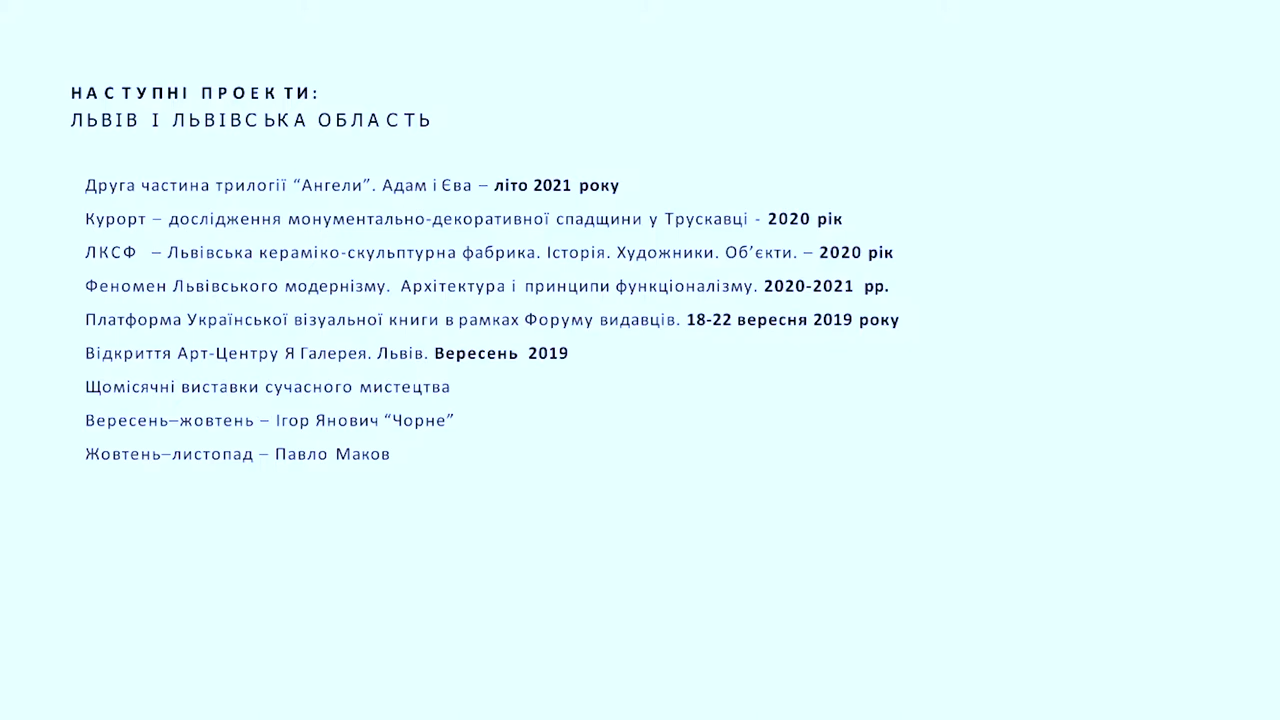 НАСТУПНІ ПРОЕКТИ:
ЛЬВІВ І ЛЬВІВСЬКА ОБЛАСТЬ
Друга частина трилогії “Ангели”. Адам і Єва – літо 2021 року
Курорт – дослідження монументально-декоративної спадщини у Трускавці - 2020 рік
ЛКСФ – Львівська кераміко-скульптурна фабрика. Історія. Художники. Об’єкти. – 2020 рік
Феномен Львівського модернізму. Архітектура і принципи функціоналізму. 2020-2021 рр.
Платформа Української візуальної книги в рамках Форуму видавців. 18-22 вересня 2019 року
Відкриття Арт-Центру Я Галерея. Львів. Вересень 2019
Щомісячні виставки сучасного мистецтва
Вересень–жовтень – Ігор Янович “Чорне”
Жовтень–листопад – Павло Маков